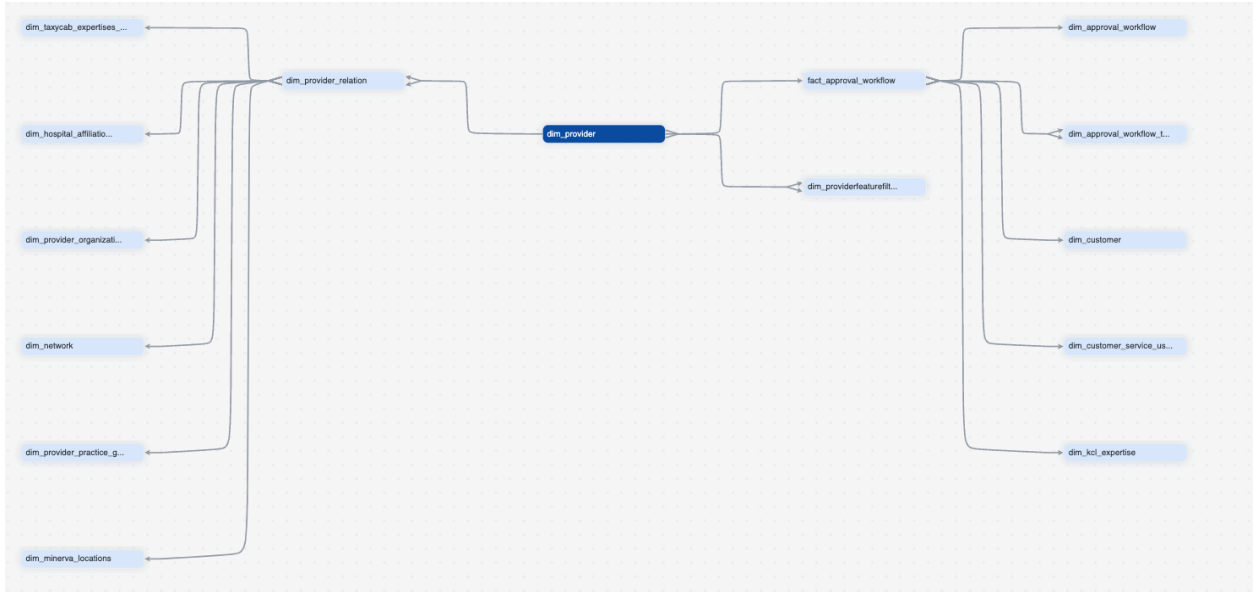 dim_taxycab_expertises_...
dim_approval_workflow
dim_provider_relation
fact_approval_workflow
dim_hospital_affiliatio...
dim_provider
dim_approval_workflow_t...
dim_providerfeaturefilt...
dim_provider_organizati...
dim_customer
dim_network
dim_customer_service_us...
dim_provider_practice_g...
dim_kcl_expertise
dim_minerva_locations